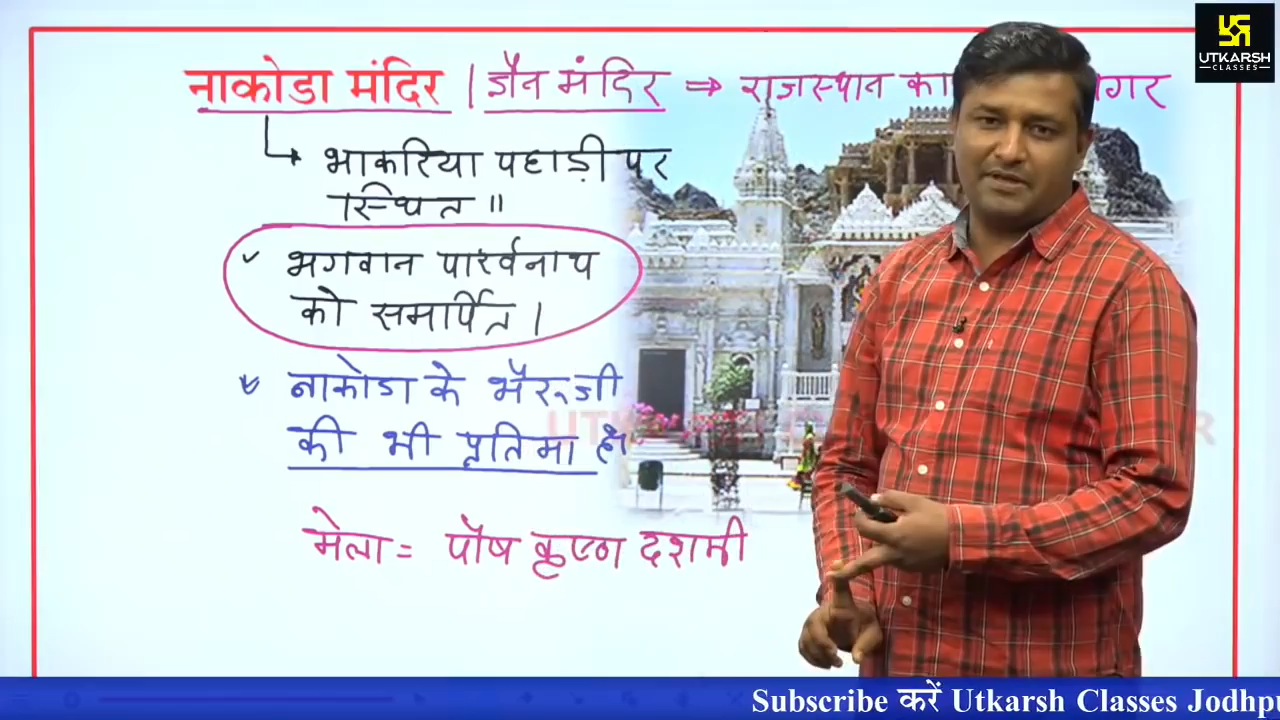 UTKARSH
CLASSES
नाकोडा मंदिर | जैन मंदिर ⇒ राजस्थान का
भाकरिया पहाड़ी पर
स्थित ॥
भगवान पार्श्वनाथ
को समर्पित ।
नाकोडा के भैरूजी
की भी प्रतिमा है
मेला = पौष कृष्ण दशमी
Subscribe करें Utkarsh Classes Jodhpu